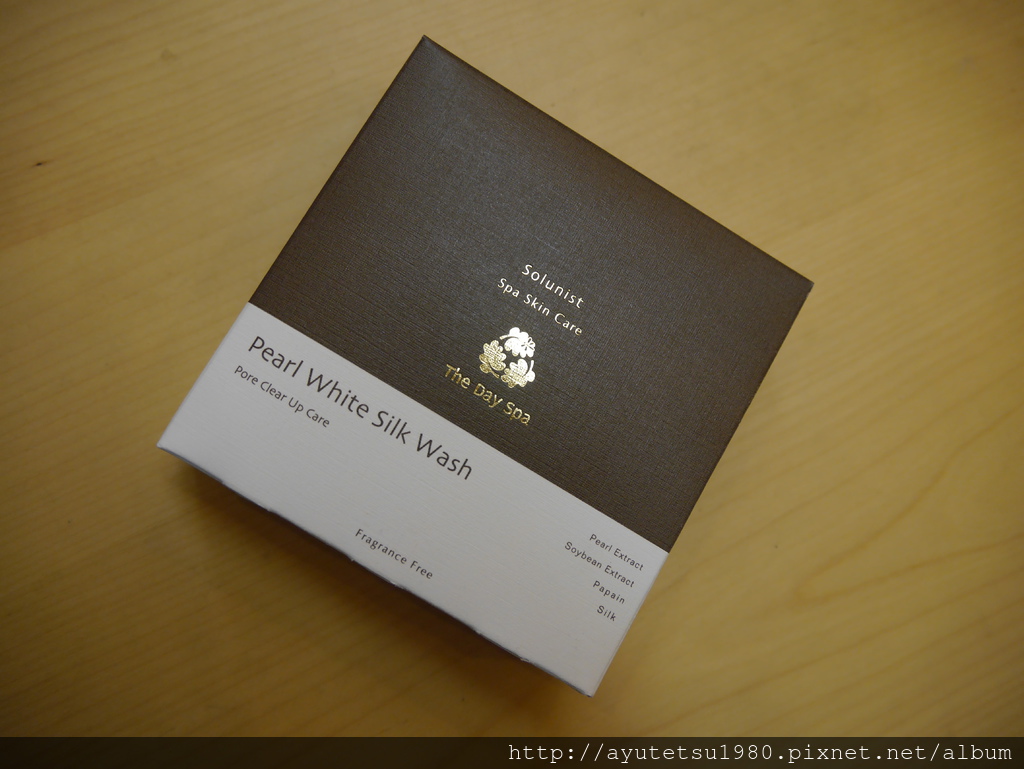 Solunist
Spa Skin Care
The Day Spa
Pearl White Silk Wash
Pore Clear Up Care
Fragrance Free
Pearl Extract
Soybean Extract
Papain
Silk
http://ayutetsu1980.pixnet.net/album